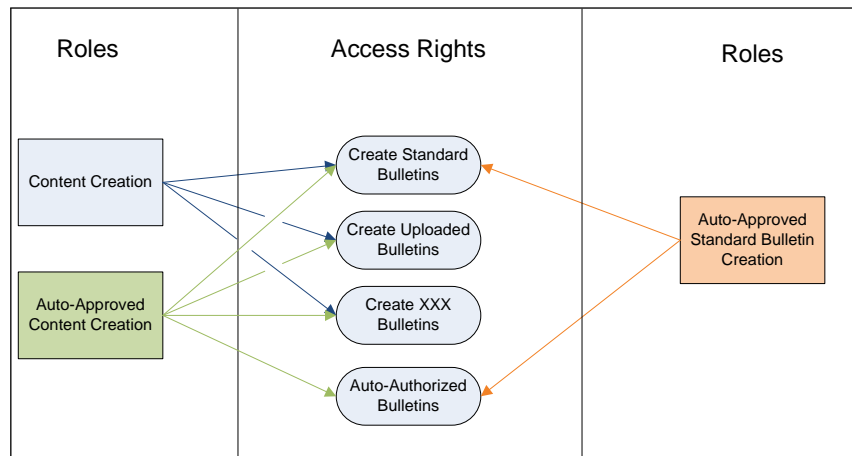 Roles
Access Rights
Roles
Content Creation
Auto-Approved
Content Creation
Create Standard
Bulletins
Create Uploaded
Bulletins
Create XXX
Bulletins
Auto-Authorized
Bulletins
Auto-Approved
Standard Bulletin
Creation